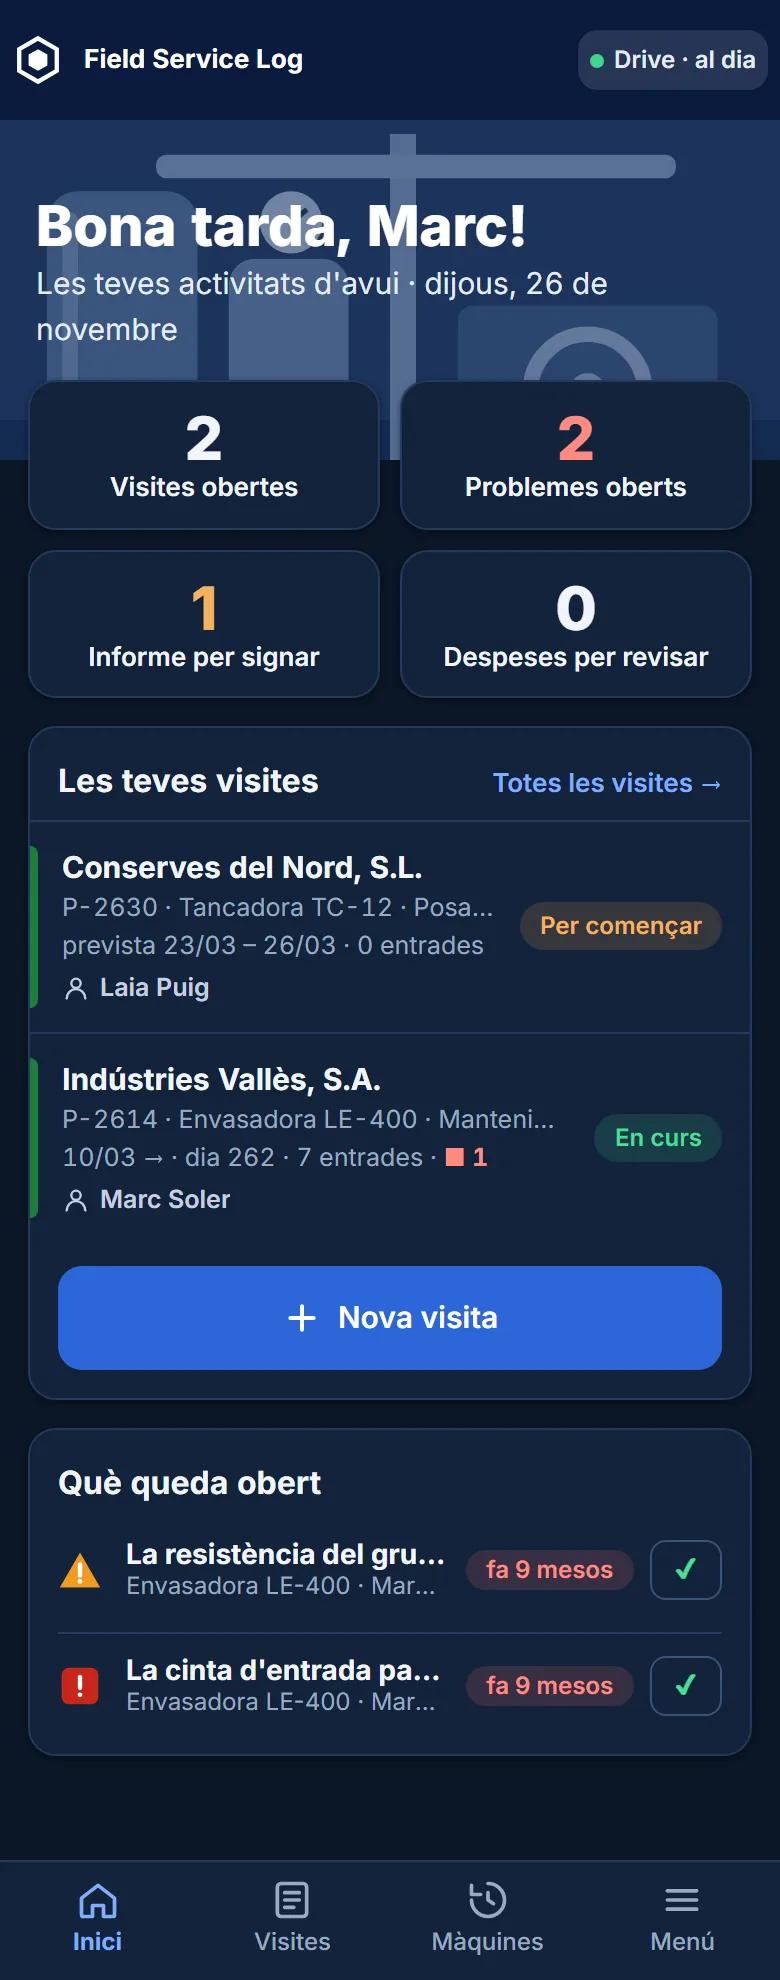 Field Service Log
Drive · al dia
Bona tarda, Marc!
Les teves activitats d'avui · dijous, 26 de
novembre
2
Visites obertes
2
Problemes oberts
1
Informe per signar
0
Despeses per revisar
Les teves visites
Totes les visites →
Conserves del Nord, S.L.
P-2630 · Tancadora TC-12 · Posa...
prevista 23/03 – 26/03 · 0 entrades
Per començar
Laia Puig
Indústries Vallès, S.A.
P-2614 · Envasadora LE-400 · Manteni...
10/03 → · dia 262 · 7 entrades · 1
En curs
Marc Soler
Nova visita
Què queda obert
La resistència del gru...
Envasadora LE-400 · Mar...
fa 9 mesos
La cinta d'entrada pa...
Envasadora LE-400 · Mar...
fa 9 mesos
Inici
Visites
Màquines
Menú